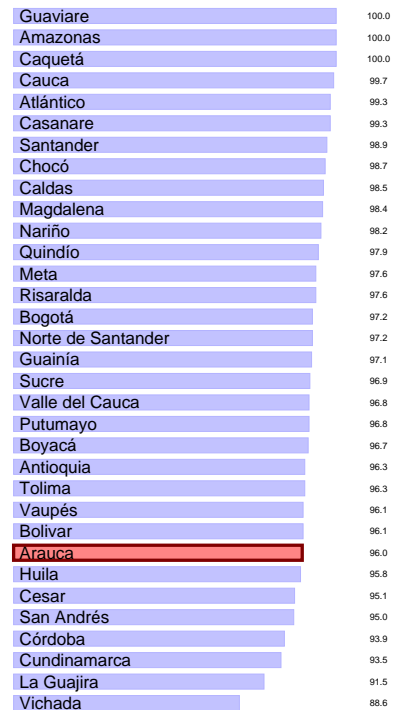 Guaviare 100.0
Amazonas 100.0
Caquetá 100.0
Cauca 99.7
Atlántico 99.3
Casanare 99.3
Santander 98.9
Chocó 98.7
Caldas 98.5
Magdalena 98.4
Nariño 98.2
Quindío 97.9
Meta 97.6
Risaralda 97.6
Bogotá 97.2
Norte de Santander 97.2
Guainía 97.1
Sucre 96.9
Valle del Cauca 96.8
Putumayo 96.8
Boyacá 96.7
Antioquia 96.3
Tolima 96.3
Vaupés 96.1
Bolivar 96.1
Arauca 96.0
Huila 95.8
Cesar 95.1
San Andrés 95.0
Córdoba 93.9
Cundinamarca 93.5
La Guajira 91.5
Vichada 88.6